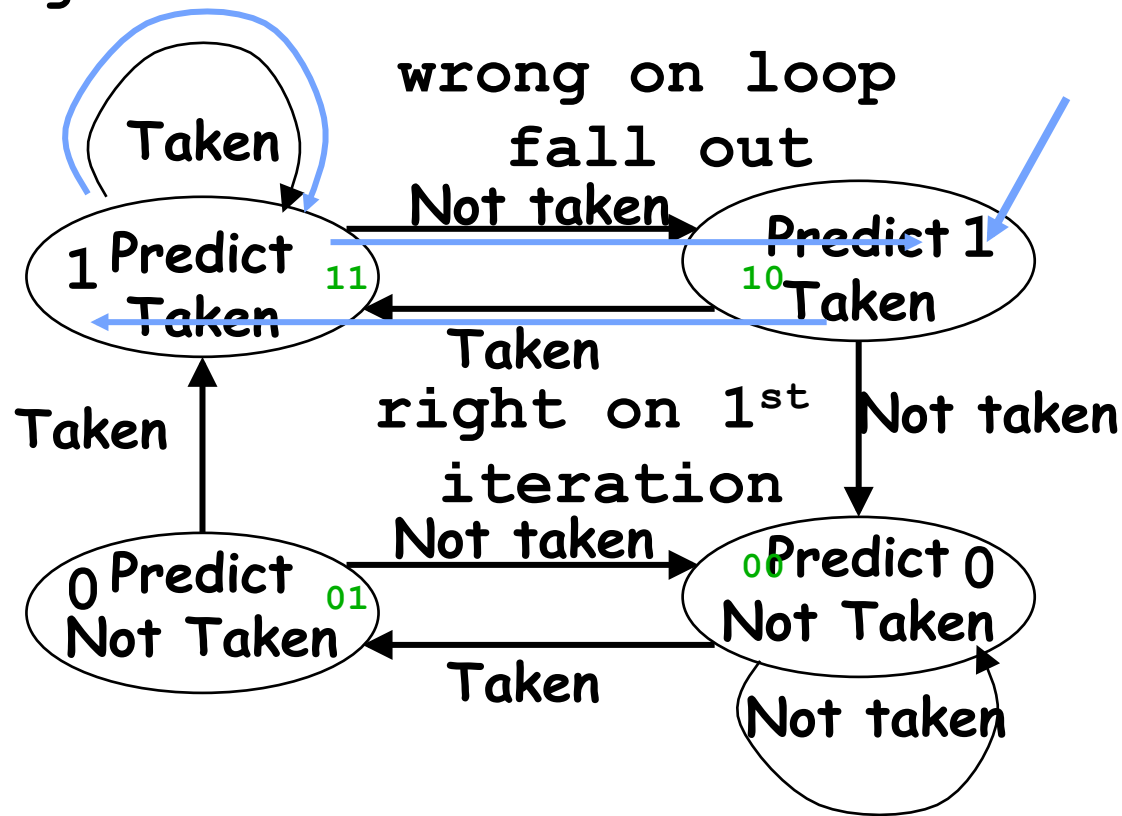 wrong on loop
fall out
Taken
Not taken
1 Predict
Taken
11
10
Predict 1
Taken
Taken
right on 1st
iteration
Taken
Not taken
Not taken
0 Predict
Not Taken
01
00
Predict 0
Not Taken
Taken
Not taken